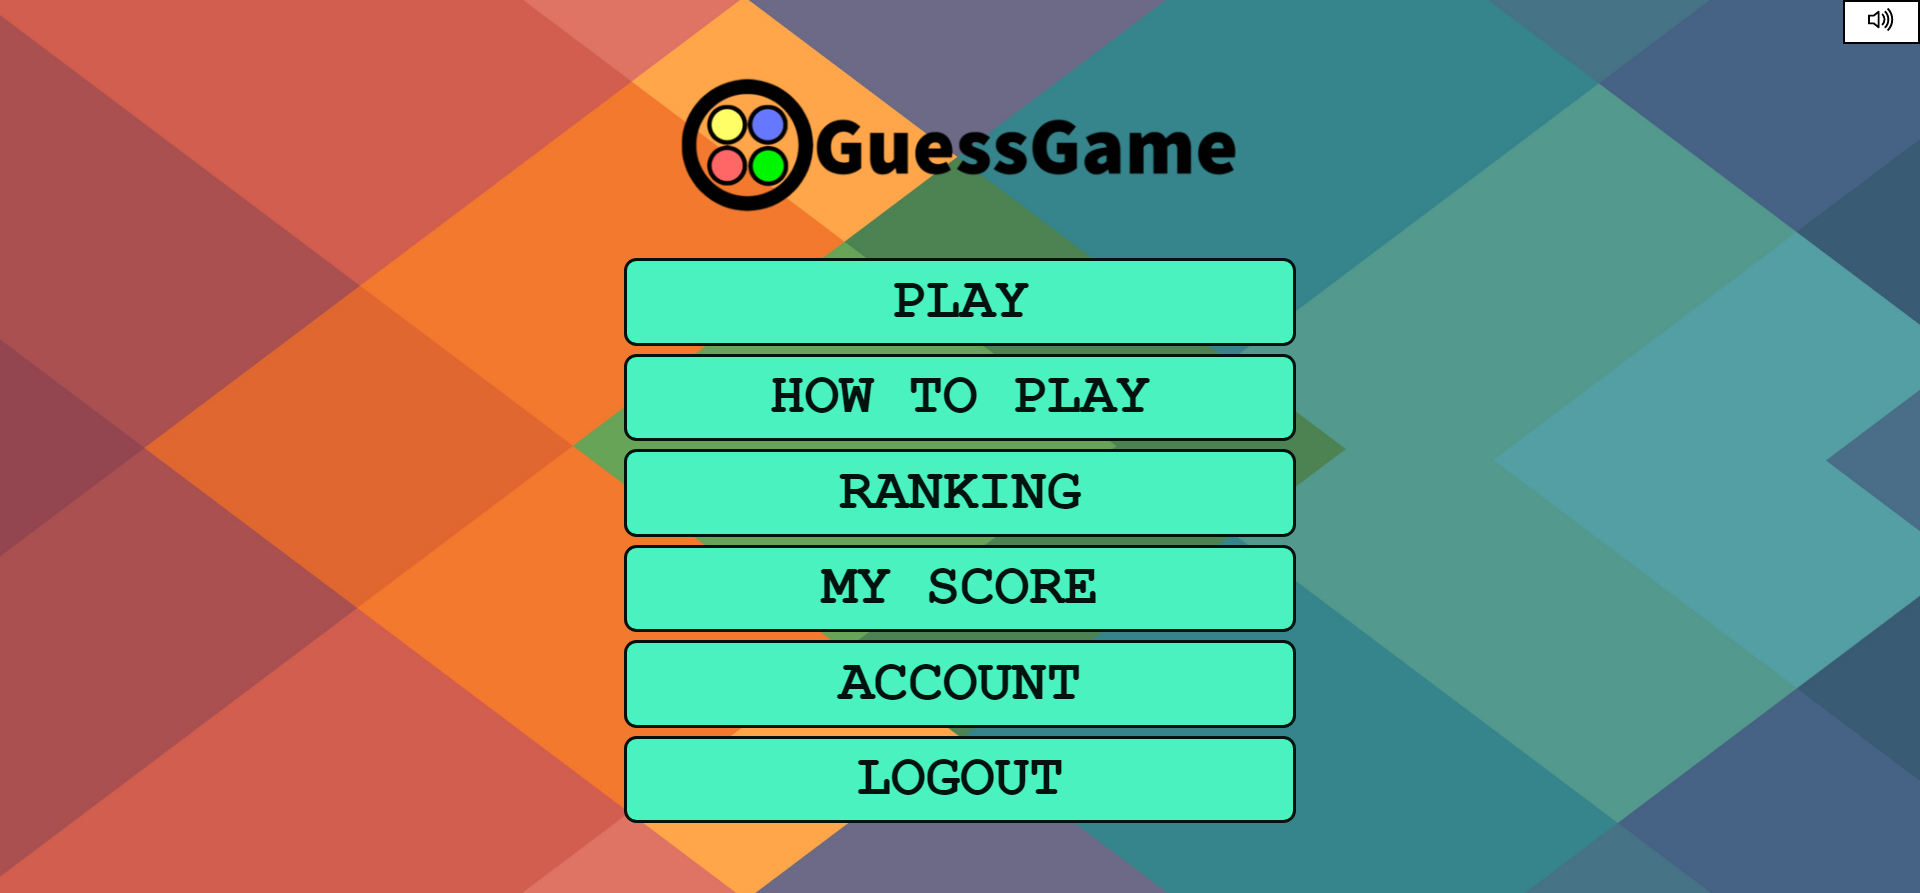 GuessGame
PLAY
HOW TO PLAY
RANKING
MY SCORE
ACCOUNT
LOGOUT